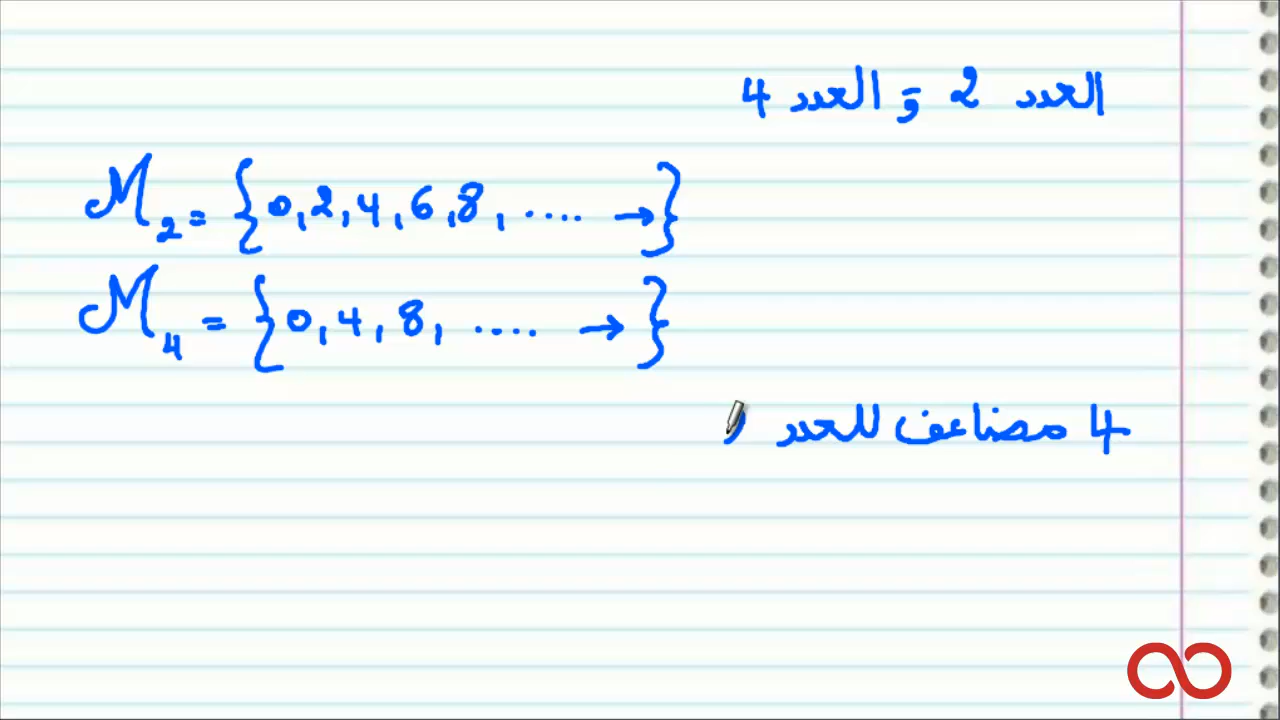 العدد 2 و العدد 4
M2 = {0, 2, 4, 6, 8, .... →}
M4 = {0, 4, 8, .... →}
4 مضاعف للعدد